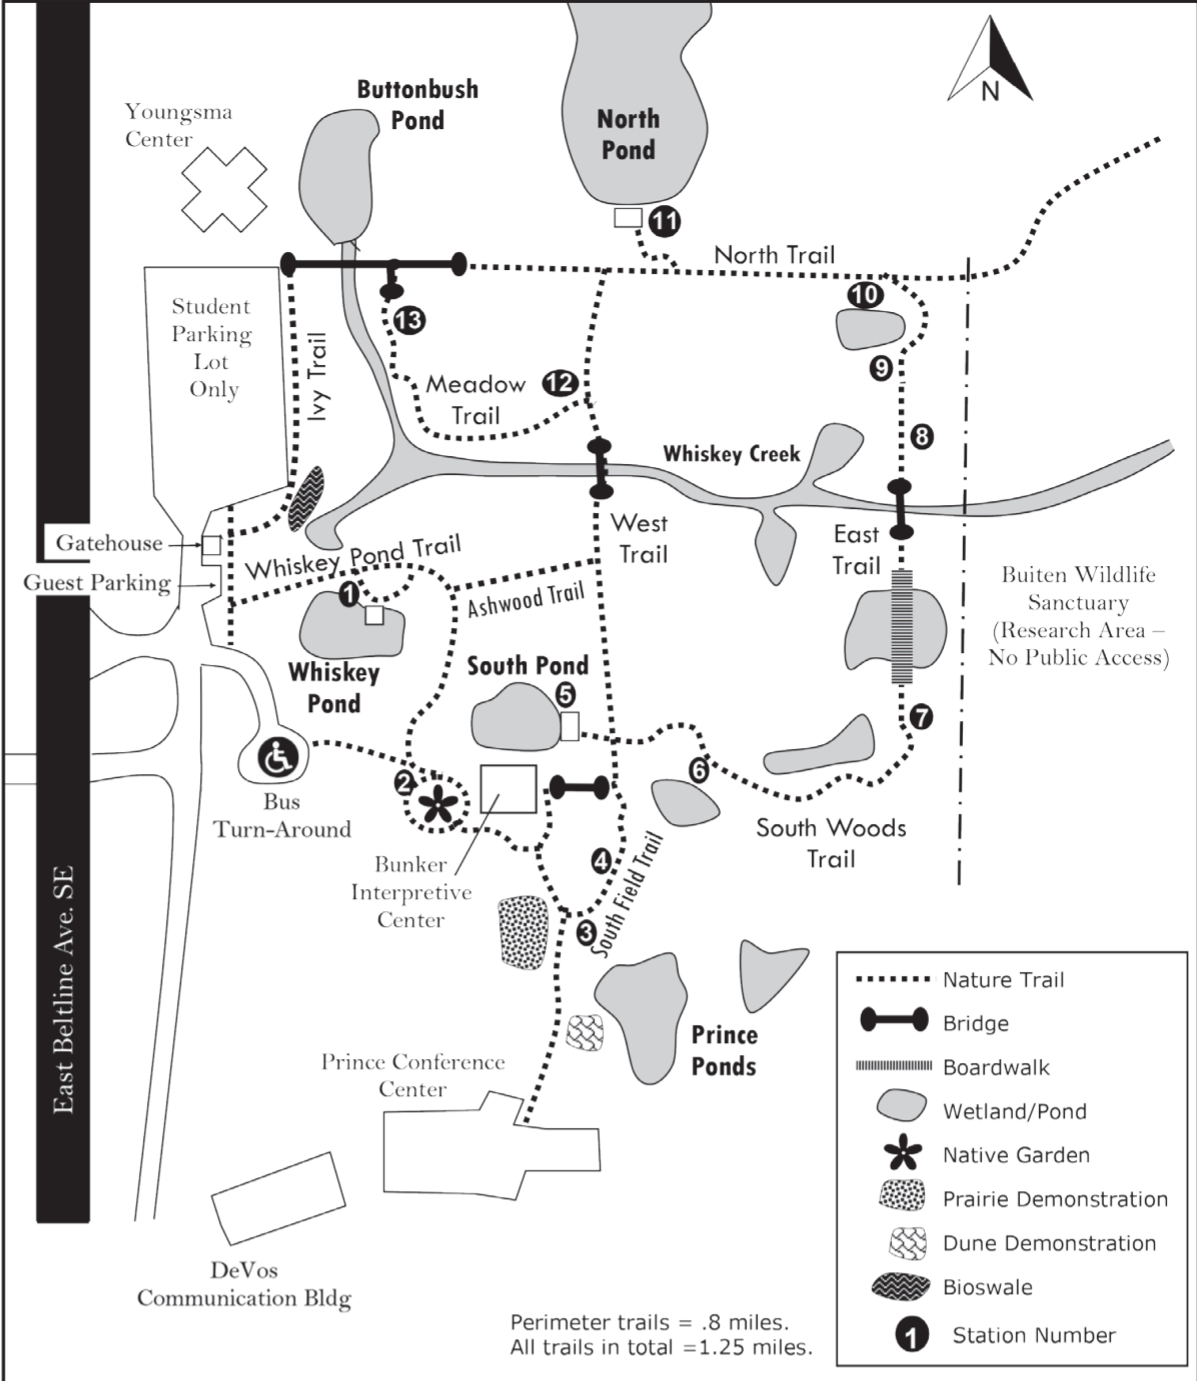 Buttonbush
Pond
Youngsma
Center
North
Pond
N
11
North Trail
Student
Parking
Lot
Only
10
13
Ivy Trail
9
Meadow
Trail
12
8
Whiskey Creek
West
Trail
East
Trail
Gatehouse
Guest Parking
Whiskey Pond Trail
1
Ashwood Trail
Buiten Wildlife
Sanctuary
(Research Area –
No Public Access)
Whiskey
Pond
South Pond
5
7
6
2
Bus
Turn-Around
South Woods
Trail
Bunker
Interpretive
Center
4
South Field Trail
3
East Beltline Ave. SE
Prince
Ponds
Prince Conference
Center
DeVos
Communication Bldg
Perimeter trails = .8 miles.
All trails in total =1.25 miles.
Nature Trail
Bridge
Boardwalk
Wetland/Pond
Native Garden
Prairie Demonstration
Dune Demonstration
Bioswale
1 Station Number